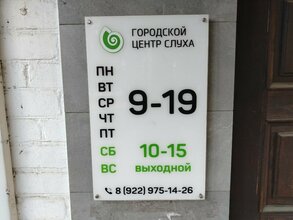 ГОРОДСКОЙ
ЦЕНТР СЛУХА
ПН
ВТ
СР 9-19
ЧТ
ПТ
СБ 10-15
ВС ВЫХОДНОЙ
8 (922) 975-14-26